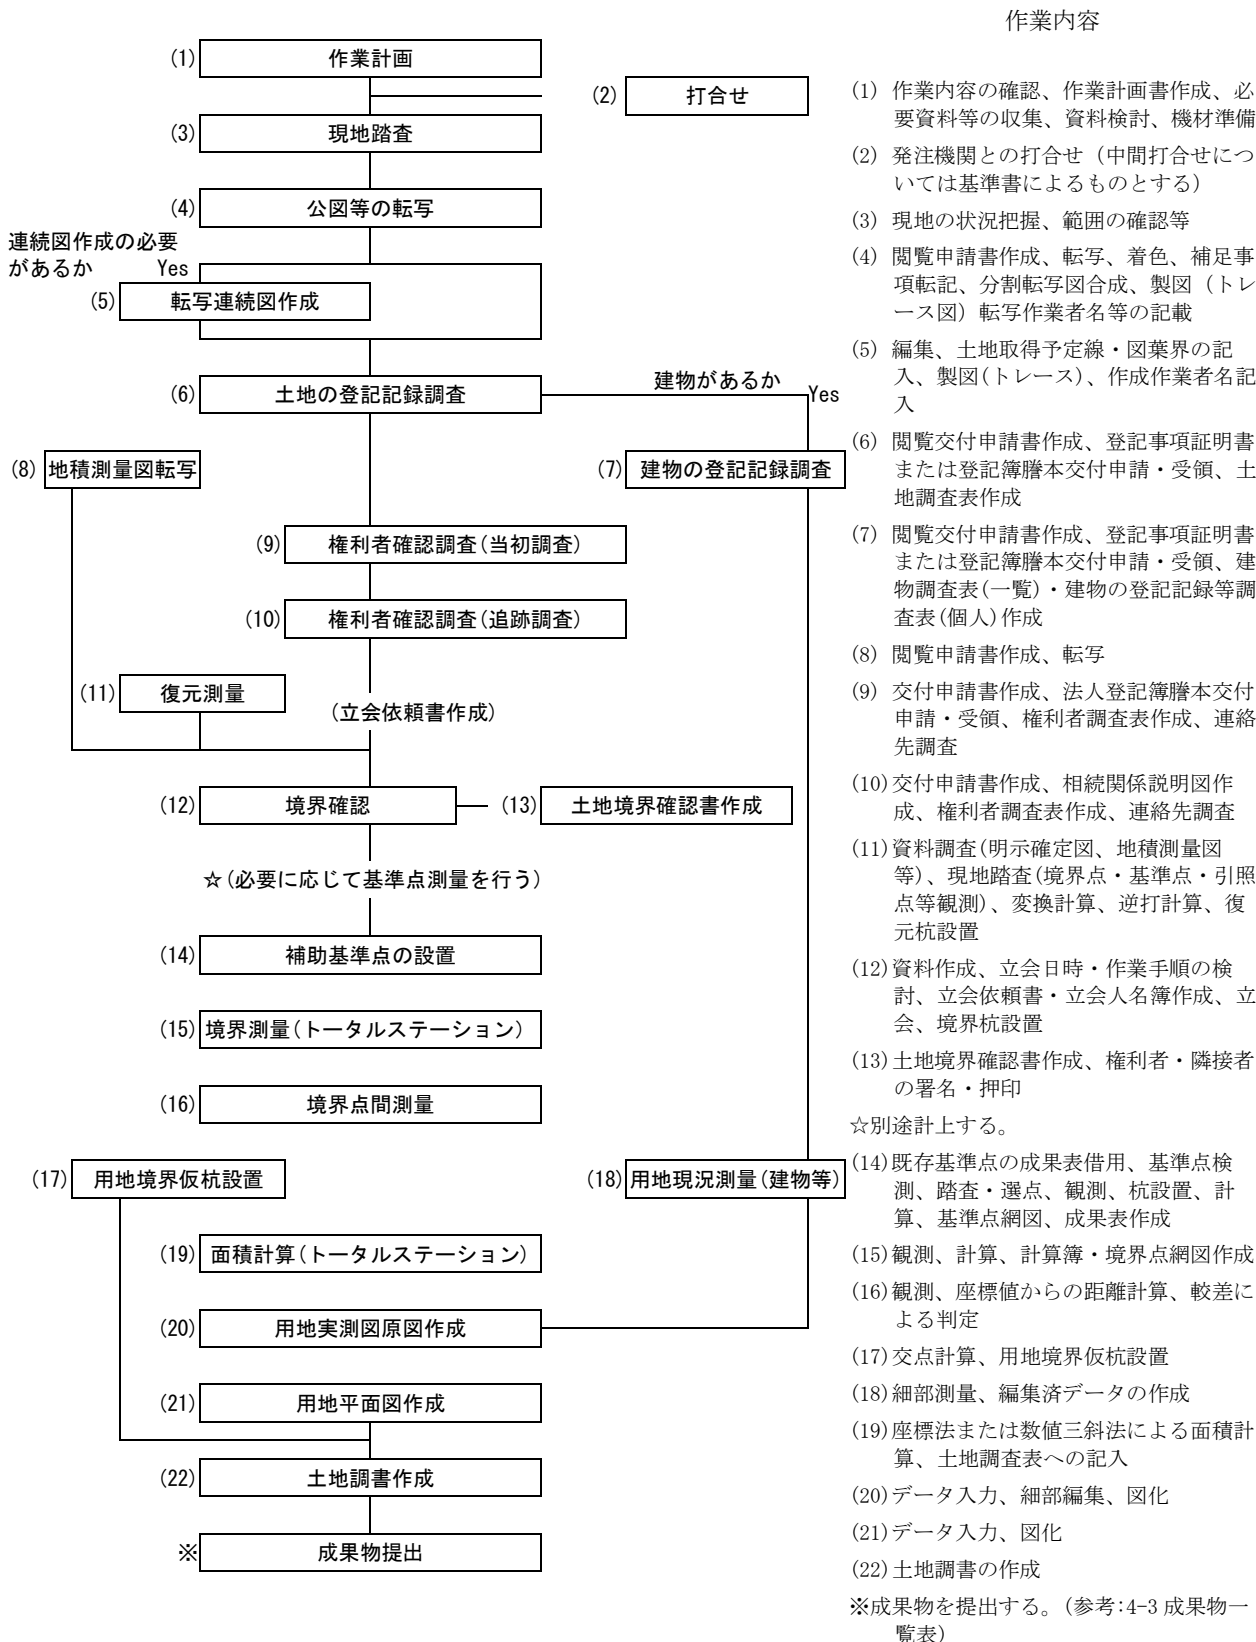 作業内容
(1) 作業計画
(2) 打合せ
(3) 現地踏査
(4) 公図等の転写
連続図作成の必要
があるか Yes
(5) 転写連続図作成
(6) 土地の登記記録調査
建物があるか
Yes
(8) 地積測量図転写
(7) 建物の登記記録調査
(9) 権利者確認調査(当初調査)
(10) 権利者確認調査(追跡調査)
(11) 復元測量
(立会依頼書作成)
(12) 境界確認
(13) 土地境界確認書作成
☆(必要に応じて基準点測量を行う)
(14) 補助基準点の設置
(15) 境界測量(トータルステーション)
(16) 境界点間測量
(17) 用地境界仮杭設置
(18) 用地現況測量(建物等)
(19) 面積計算(トータルステーション)
(20) 用地実測図原図作成
(21) 用地平面図作成
(22) 土地調書作成
※ 成果物提出
(1) 作業内容の確認、作業計画書作成、必
要資料等の収集、資料検討、機材準備
(2) 発注機関との打合せ（中間打合せにつ
いては基準書によるものとする）
(3) 現地の状況把握、範囲の確認等
(4) 閲覧申請書作成、転写、着色、補足事
項転記、分割転写図合成、製図（トレ
ース図）転写作業者名等の記載
(5) 編集、土地取得予定線・図葉界の記
入、製図(トレース)、作成作業者名記
入
(6) 閲覧交付申請書作成、登記事項証明書
または登記簿謄本交付申請・受領、土
地調査表作成
(7) 閲覧交付申請書作成、登記事項証明書
または登記簿謄本交付申請・受領、建
物調査表(一覧)・建物の登記記録等調
査表(個人)作成
(8) 閲覧申請書作成、転写
(9) 交付申請書作成、法人登記簿謄本交付
申請・受領、権利者調査表作成、連絡
先調査
(10)交付申請書作成、相続関係説明図作
成、権利者調査表作成、連絡先調査
(11)資料調査(明示確定図、地積測量図
等)、現地踏査(境界点・基準点・引照
点等観測)、変換計算、逆打計算、復
元杭設置
(12)資料作成、立会日時・作業手順の検
討、立会依頼書・立会人名簿作成、立
会、境界杭設置
(13)土地境界確認書作成、権利者・隣接者
の署名・押印
☆別途計上する。
(14)既存基準点の成果表借用、基準点検
測、踏査・選点、観測、杭設置、計
算、基準点網図、成果表作成
(15)観測、計算、計算簿・境界点網図作成
(16)観測、座標値からの距離計算、較差に
よる判定
(17)交点計算、用地境界仮杭設置
(18)細部測量、編集済データの作成
(19)座標法または数値三斜法による面積計
算、土地調査表への記入
(20)データ入力、細部編集、図化
(21)データ入力、図化
(22)土地調書の作成
※成果物を提出する。(参考:4-3 成果物一
覧表)